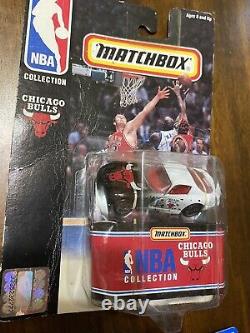 Ages 3 and Up
MATCHBOX
NBA
COLLECTION
CHICAGO
BULLS
MATCHBOX
NBA
COLLECTION
CHICAGO
BULLS